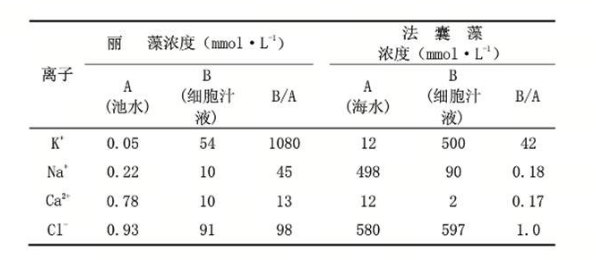 离子 丽 藻浓度（mmol·L⁻¹） 法 囊 藻 浓度（mmol·L⁻¹）
A（池水） B（细胞汁液） B/A A（海水） B（细胞汁液） B/A
K⁺ 0.05 54 1080 12 500 42
Na⁺ 0.22 10 45 498 90 0.18
Ca²⁺ 0.78 10 13 12 2 0.17
Cl⁻ 0.93 91 98 580 597 1.0